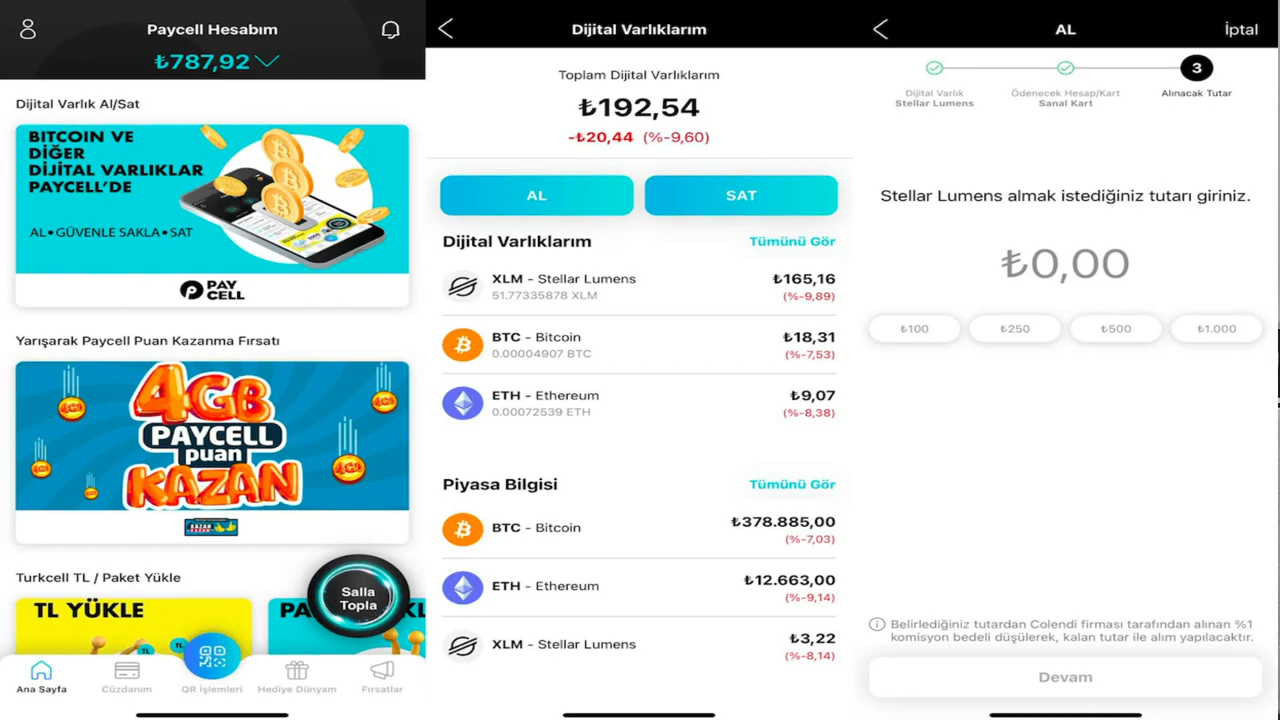 Paycell Hesabım
₺787,92
Dijital Varlık Al/Sat
BITCOIN VE
DİĞER
DİJİTAL VARLIKLAR
PAYCELL'DE
AL•GÜVENLE SAKLA•SAT
PAY
CELL
Yarışarak Paycell Puan Kazanma Fırsatı
4GB
PAYCELL
puan
KAZAN
4GB
4GB
4GB
4GB
Turkcell TL / Paket Yükle
Salla
Topla
TL YÜKLE
TL
TL
Ana Sayfa
Cüzdanım
QR İşlemleri
Hediye Dünyam
Fırsatlar
Dijital Varlıklarım
Toplam Dijital Varlıklarım
₺192,54
-₺20,44 (%-9,60)
AL
SAT
Dijital Varlıklarım
Tümünü Gör
XLM - Stellar Lumens
₺165,16
51.77335878 XLM
(%-9,89)
BTC - Bitcoin
₺18,31
0.00004907 BTC
(%-7,53)
ETH - Ethereum
₺9,07
0.00072539 ETH
(%-8,38)
Piyasa Bilgisi
Tümünü Gör
BTC - Bitcoin
₺378.885,00
(%-7,03)
ETH - Ethereum
₺12.663,00
(%-9,14)
XLM - Stellar Lumens
₺3,22
(%-8,14)
AL
İptal
3
Dijital Varlık
Stellar Lumens
Ödenecek Hesap/Kart
Sanal Kart
Alınacak Tutar
Stellar Lumens almak istediğiniz tutarı giriniz.
₺0,00
₺100
₺250
₺500
₺1.000
Belirlediğiniz tutardan Colendi firması tarafından alınan %1
komisyon bedeli düşülerek, kalan tutar ile alım yapılacaktır.
Devam